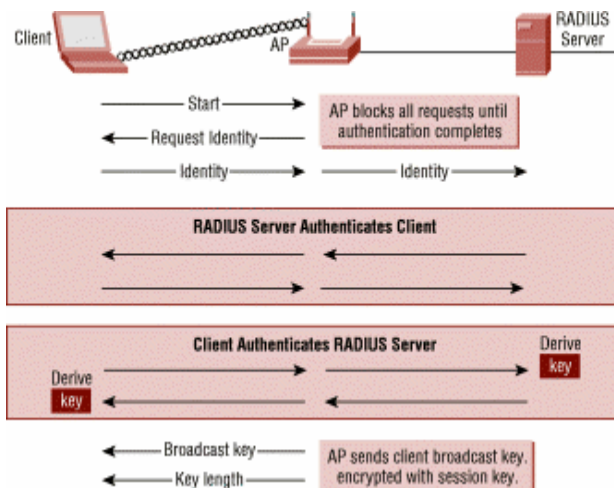 Client
AP
RADIUS
Server
Start
AP blocks all requests until
authentication completes
Request Identity
Identity
Identity
RADIUS Server Authenticates Client
Client Authenticates RADIUS Server
Derive
key
Derive
key
Broadcast key
AP sends client broadcast key.
encrypted with session key.
Key length